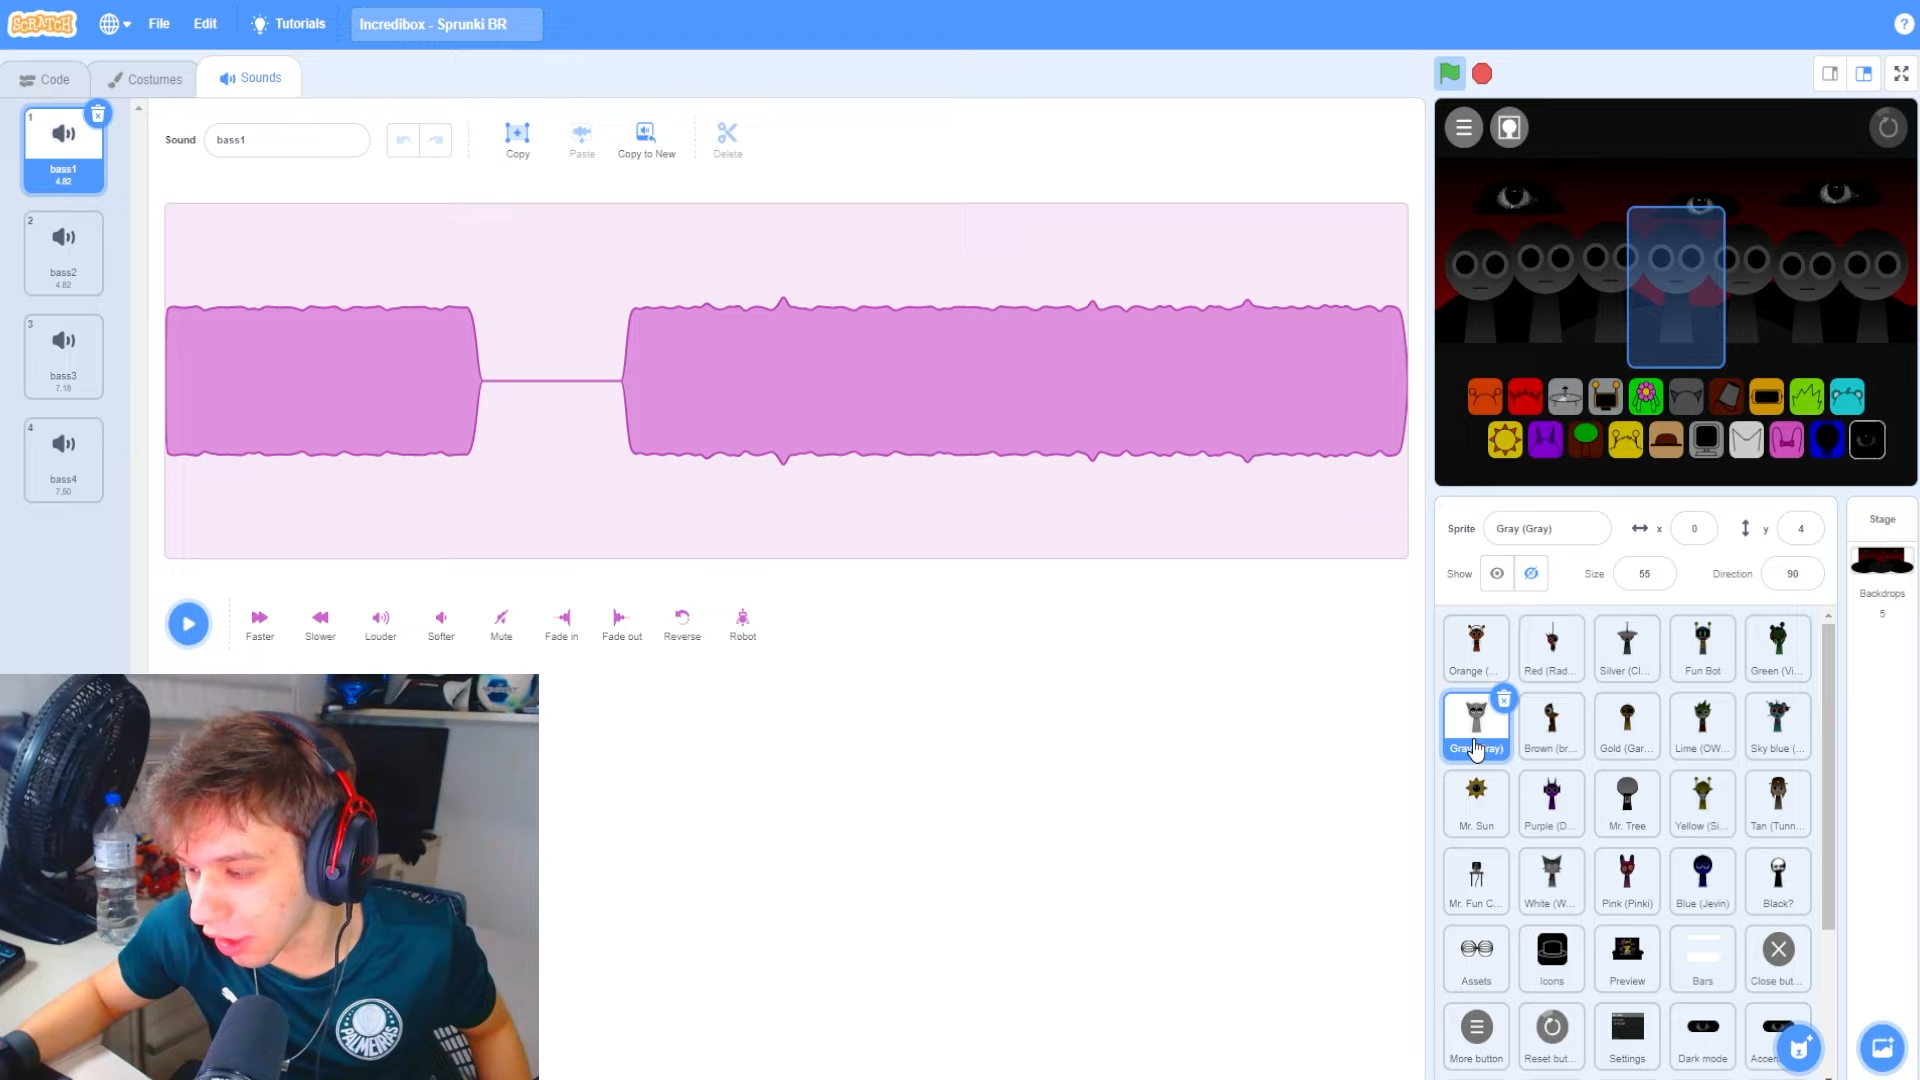 SCRATCH
File
Edit
Tutorials
Incredibox - Sprunki BR
?
Code
Costumes
Sounds
1
bass1
4.82
2
bass2
4.82
3
bass3
7.18
4
bass4
7.50
Sound
bass1
Copy
Paste
Copy to New
Delete
Faster
Slower
Louder
Softer
Mute
Fade in
Fade out
Reverse
Robot
Sprite
Gray (Gray)
x
0
y
4
Show
Size
55
Direction
90
Stage
Backdrops
5
Orange (...
Red (Rad...
Silver (Cl...
Fun Bot
Green (Vi...
Brown (br...
Gold (Gar...
Lime (OW...
Sky blue (...
Mr. Sun
Purple (D...
Mr. Tree
Yellow (Si...
Tan (Tunn...
Mr. Fun C...
White (W...
Pink (Pinki)
Blue (Jevin)
Black?
Assets
Icons
Preview
Bars
Close but...
More button
Reset but...
Settings
Dark mode
PALMEIRAS